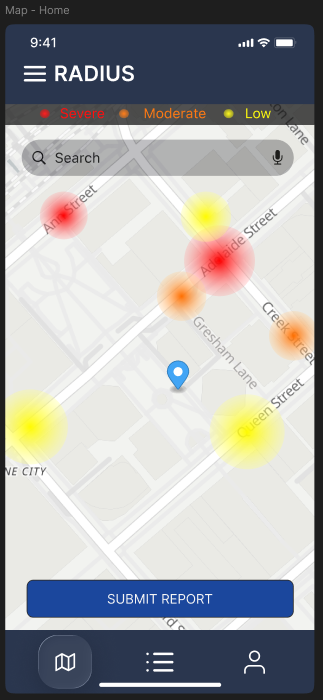 Map - Home
9:41
RADIUS
Severe Moderate Low
Lane
Search
Ann Street
Adelaide Street
Creek Street
Gresham Lane
Queen Street
NE CITY
SUBMIT REPORT